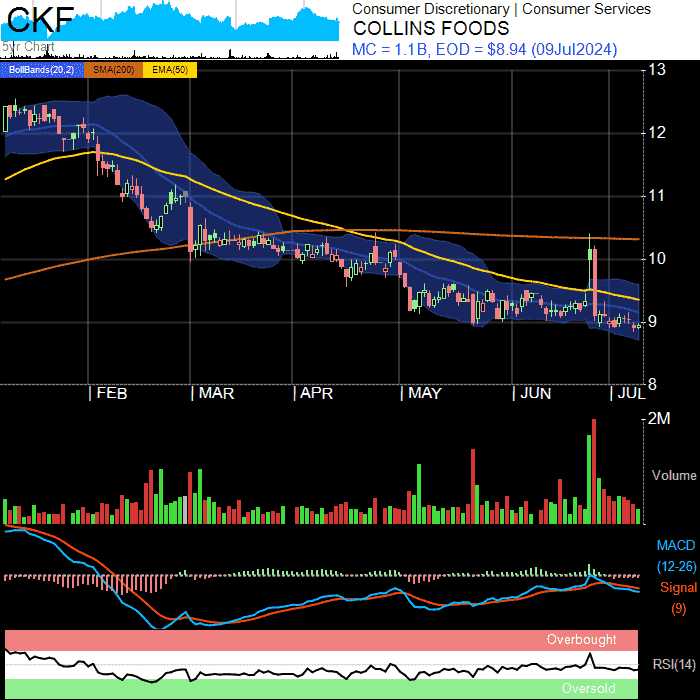 CKF
5yr Chart
Consumer Discretionary | Consumer Services
COLLINS FOODS
MC = 1.1B, EOD = $8.94 (09Jul2024)
BollBands(20,2) SMA(200) EMA(50)
13
12
11
10
9
8
FEB MAR APR MAY JUN JUL
2M
Volume
MACD
(12-26)
Signal
(9)
Overbought
RSI(14)
Oversold